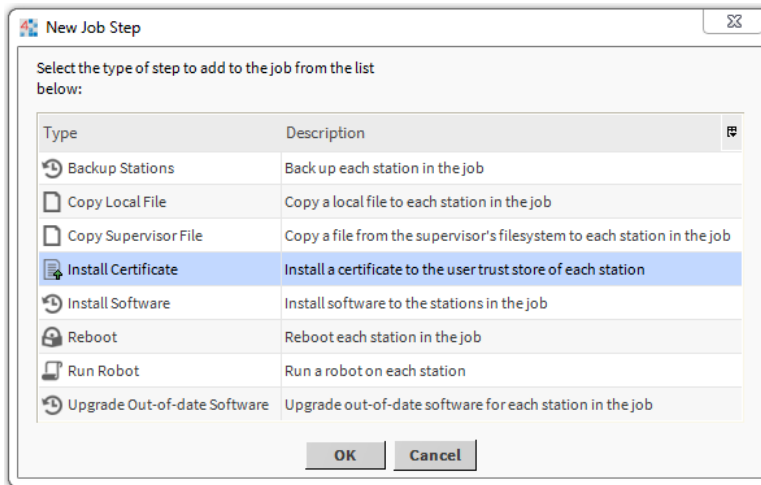 New Job Step
Select the type of step to add to the job from the list
below:
Type Description
Backup Stations Back up each station in the job
Copy Local File Copy a local file to each station in the job
Copy Supervisor File Copy a file from the supervisor's filesystem to each station in the job
Install Certificate Install a certificate to the user trust store of each station
Install Software Install software to the stations in the job
Reboot Reboot each station in the job
Run Robot Run a robot on each station
Upgrade Out-of-date Software Upgrade out-of-date software for each station in the job
OK Cancel